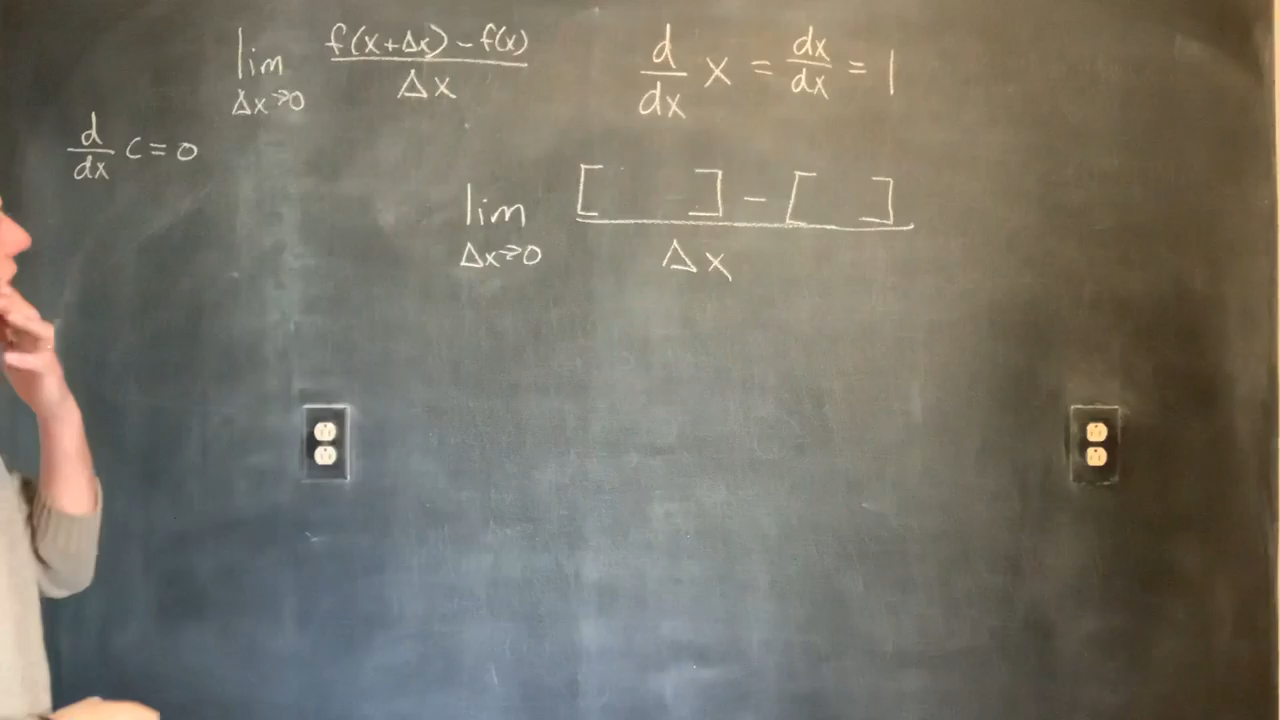 lim Δx→0 f(x+Δx) - f(x) / Δx
d/dx x = dx/dx = 1
d/dx c = 0
lim Δx→0 [ ] - [ ] / Δx